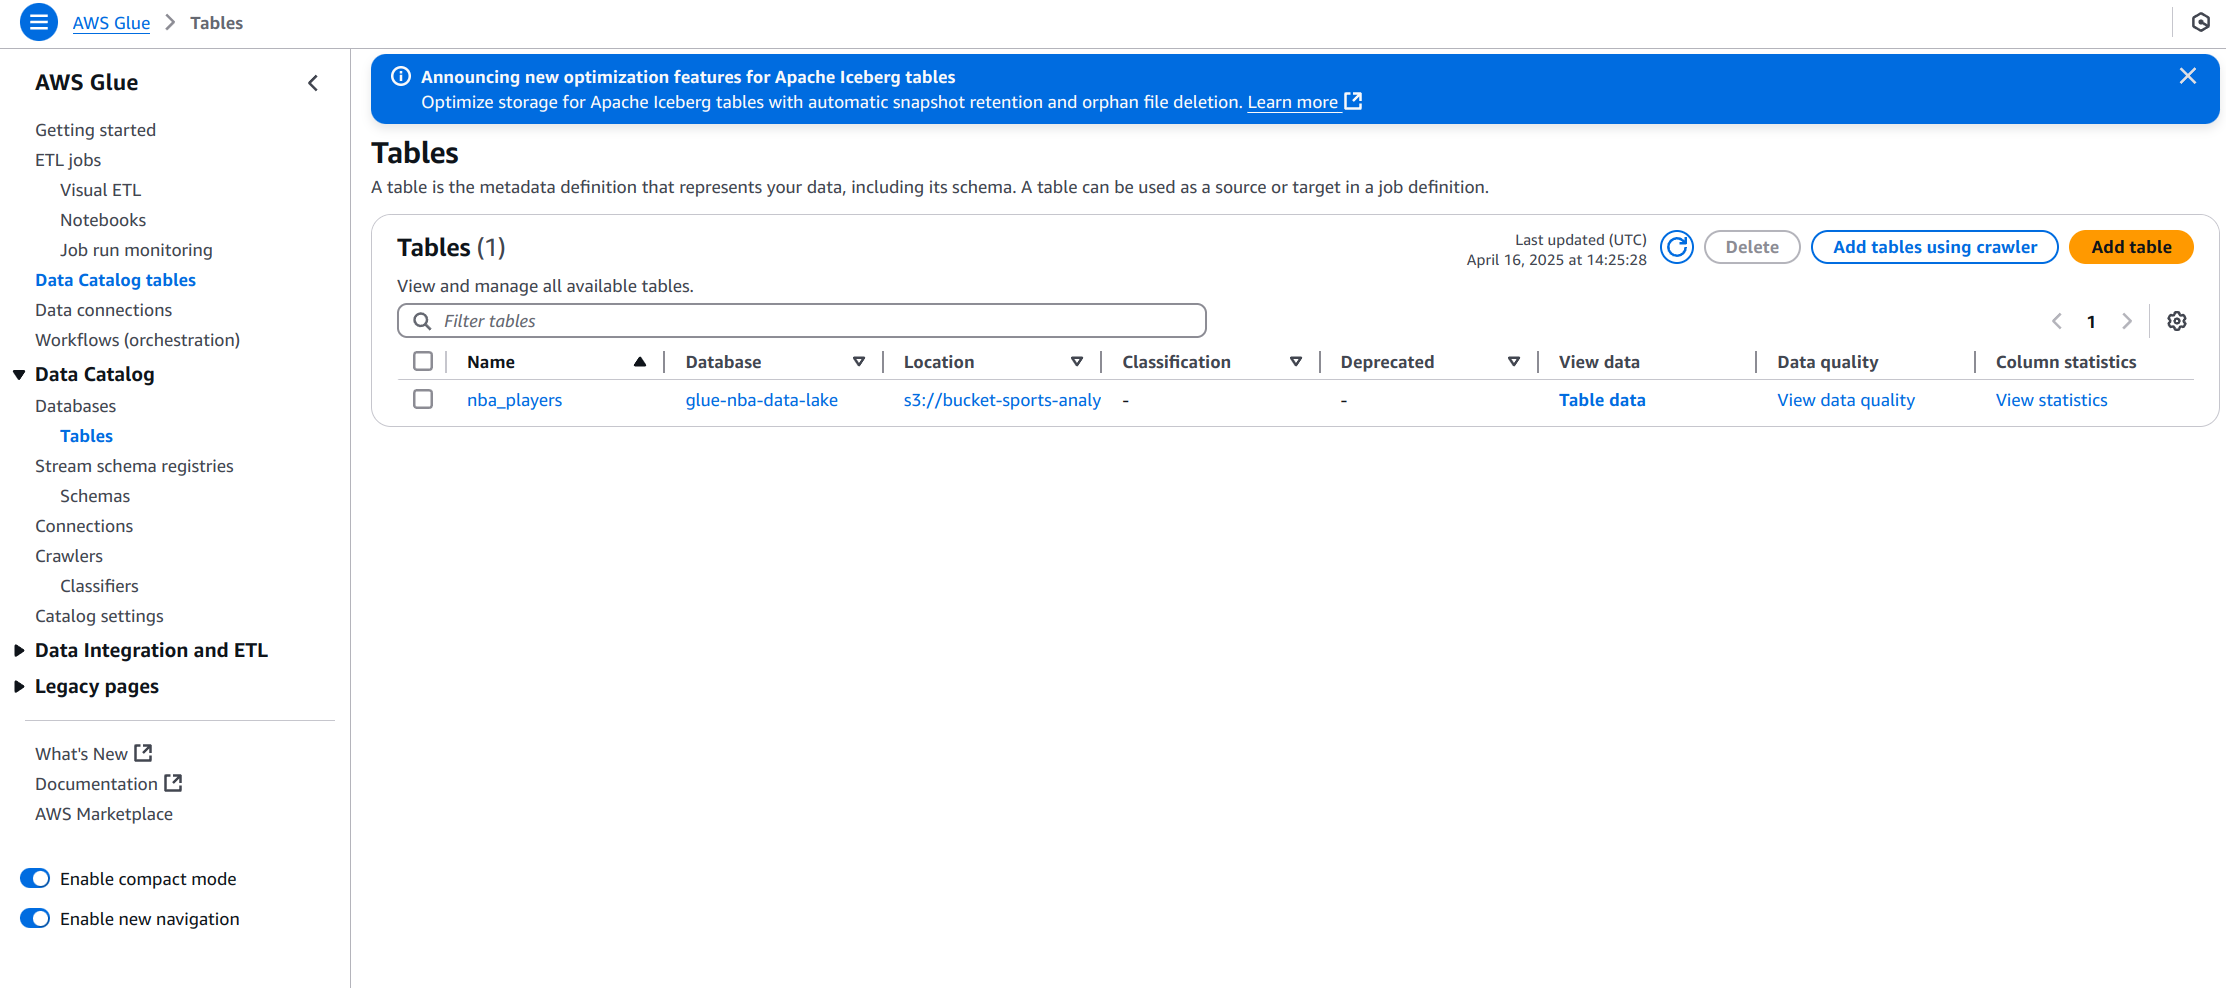 AWS Glue > Tables
AWS Glue
Getting started
ETL jobs
Visual ETL
Notebooks
Job run monitoring
Data Catalog tables
Data connections
Workflows (orchestration)
Data Catalog
Databases
Tables
Stream schema registries
Schemas
Connections
Crawlers
Classifiers
Catalog settings
Data Integration and ETL
Legacy pages
What's New
Documentation
AWS Marketplace
Enable compact mode
Enable new navigation
Announcing new optimization features for Apache Iceberg tables
Optimize storage for Apache Iceberg tables with automatic snapshot retention and orphan file deletion. Learn more
Tables
A table is the metadata definition that represents your data, including its schema. A table can be used as a source or target in a job definition.
Tables (1)
Last updated (UTC)
April 16, 2025 at 14:25:28
Delete
Add tables using crawler
Add table
View and manage all available tables.
Filter tables
1
Name Database Location Classification Deprecated View data Data quality Column statistics
nba_players glue-nba-data-lake s3://bucket-sports-analy - - Table data View data quality View statistics